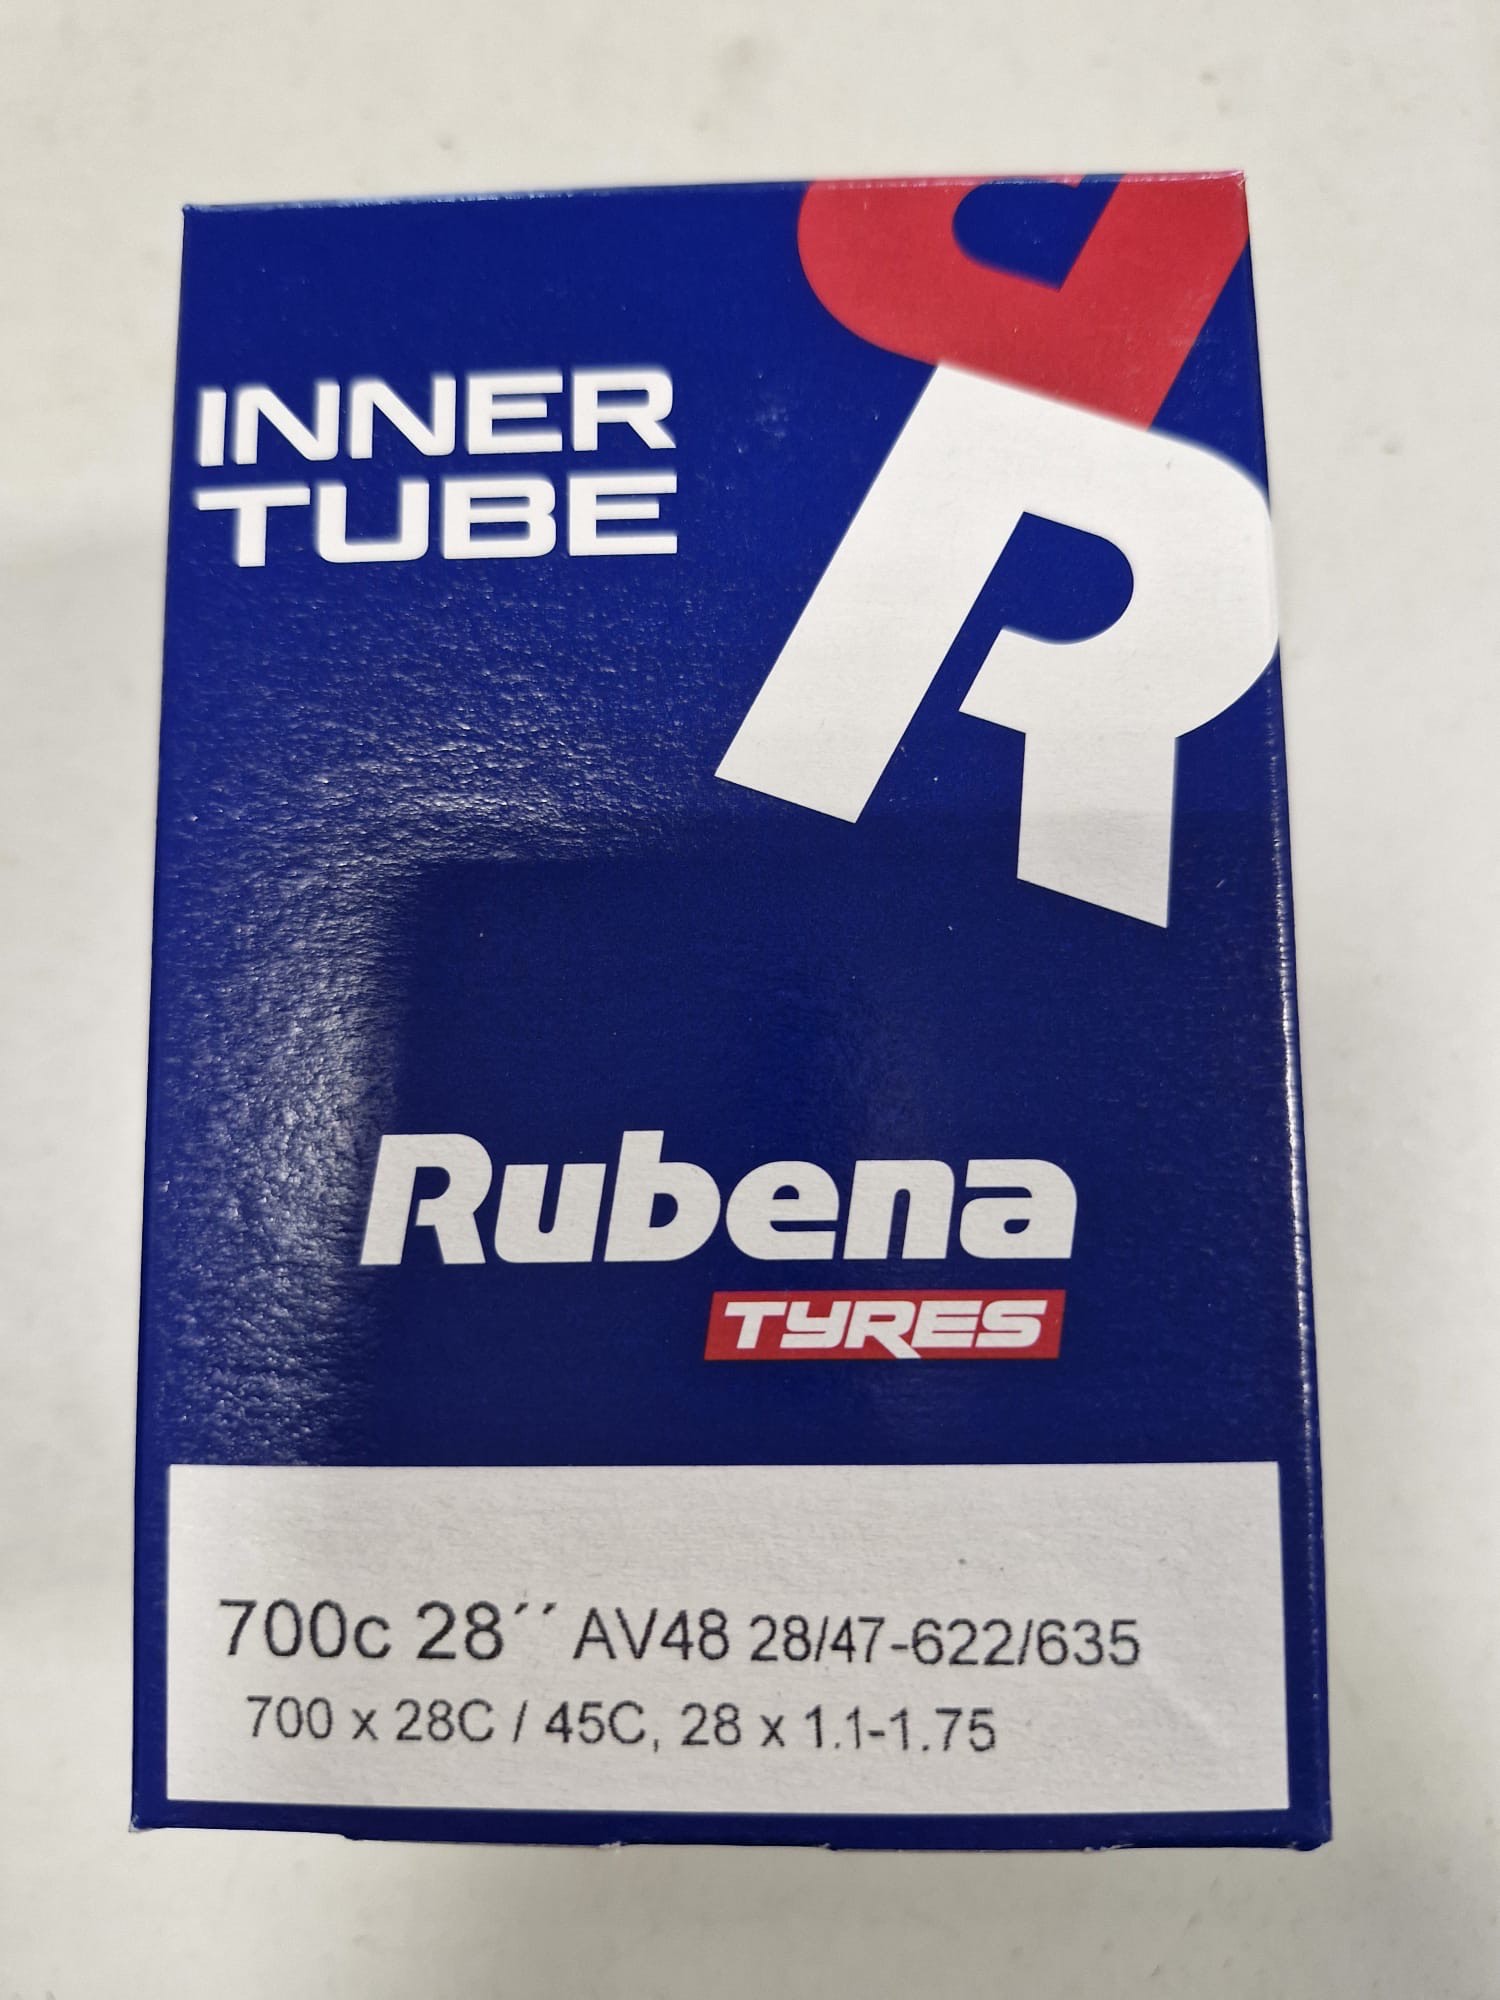 INNER
TUBE
R
Rubena
TYRES
700c 28´´ AV48 28/47-622/635
700 x 28C / 45C, 28 x 1.1-1.75